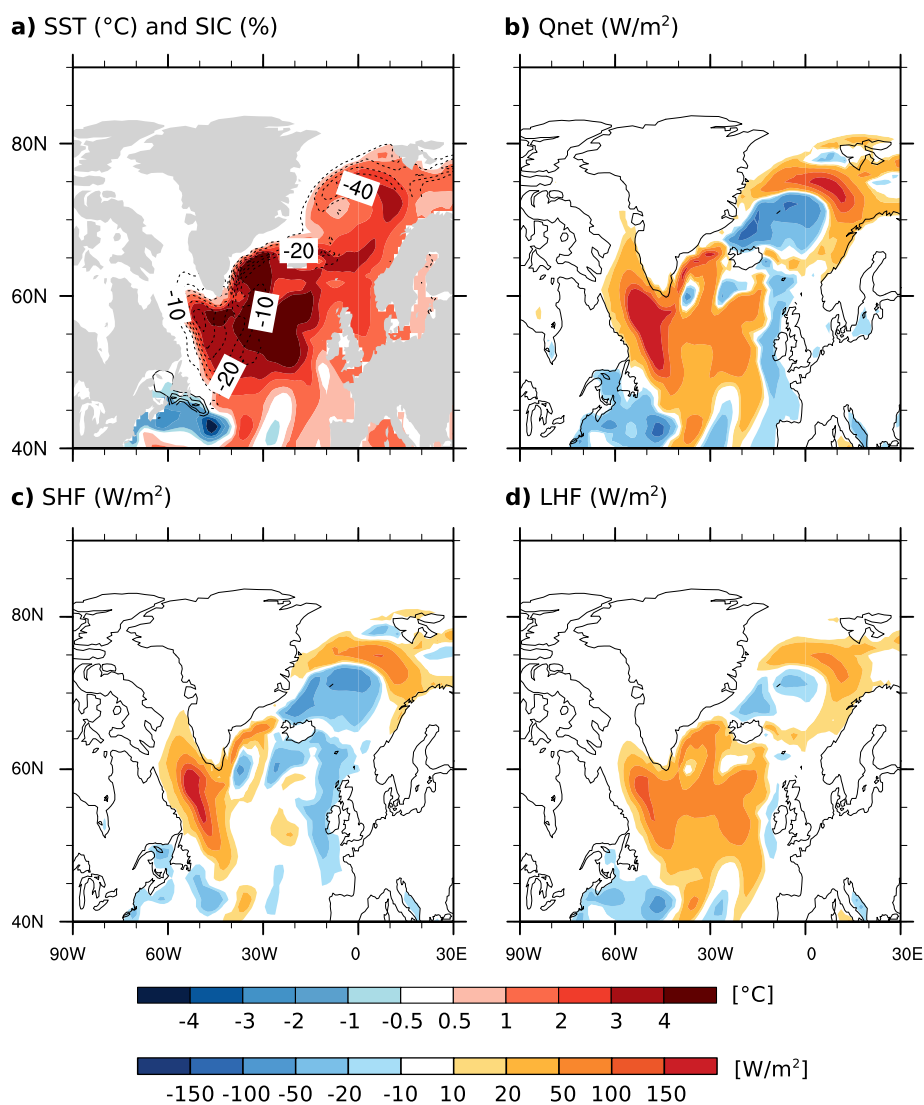 a) SST (°C) and SIC (%)
b) Qnet (W/m²)
80N
60N
40N
-40
-20
-10
-10
-20
c) SHF (W/m²)
d) LHF (W/m²)
80N
60N
40N
90W 60W 30W 0 30E
90W 60W 30W 0 30E
-4 -3 -2 -1 -0.5 0.5 1 2 3 4 [°C]
-150 -100 -50 -20 -10 10 20 50 100 150 [W/m²]